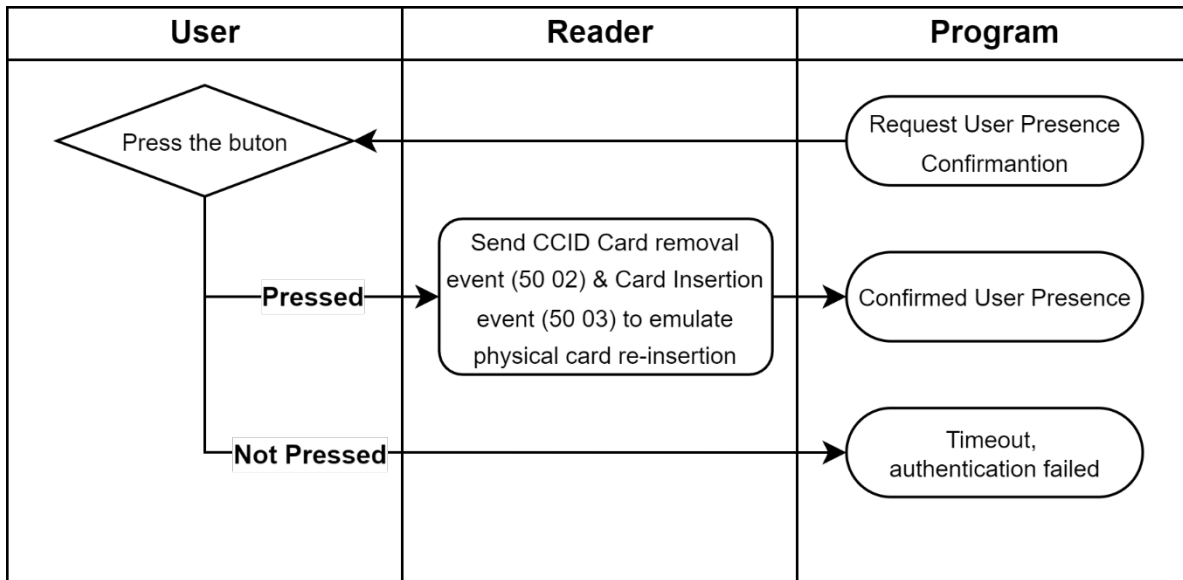 User
Reader
Program
Press the buton
Request User Presence
Confirmantion
Send CCID Card removal
event (50 02) & Card Insertion
event (50 03) to emulate
physical card re-insertion
Pressed
Confirmed User Presence
Not Pressed
Timeout,
authentication failed